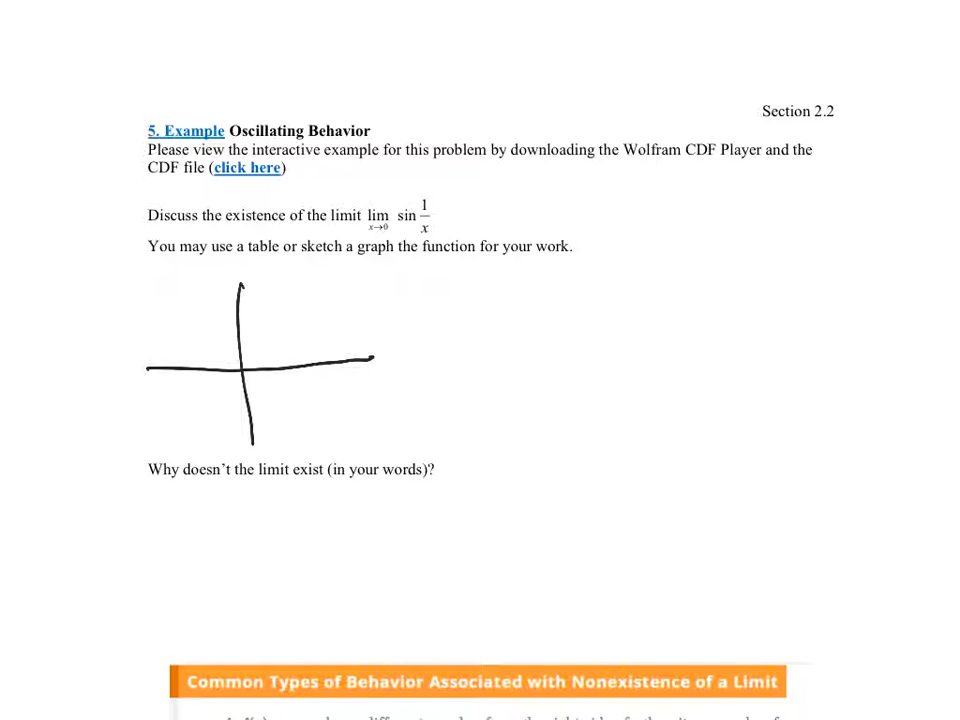 Section 2.2
5. Example Oscillating Behavior
Please view the interactive example for this problem by downloading the Wolfram CDF Player and the
CDF file (click here)
Discuss the existence of the limit lim x→0 sin 1/x
You may use a table or sketch a graph the function for your work.
Why doesn't the limit exist (in your words)?
Common Types of Behavior Associated with Nonexistence of a Limit